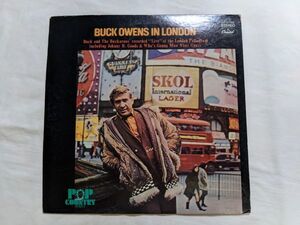 BUCK OWENS IN LONDON
Buck and The Buckaroos' recorded "Live" at the London Palladium
including Johnny B. Goode & Who's Gonna Mow Your Grass
Capitol
STEREO
SKOL
International
LAGER
POP
COUNTRY